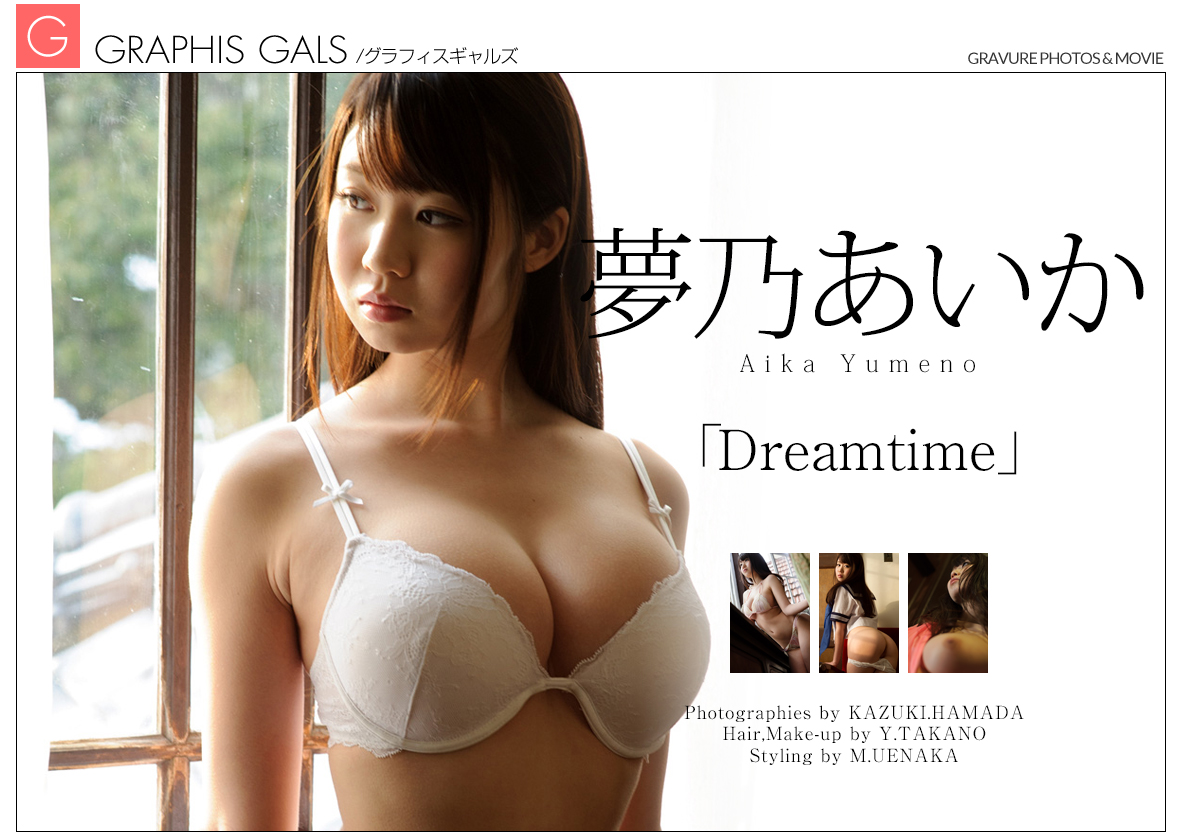 G
GRAPHIS GALS /グラフィスギャルズ
GRAVURE PHOTOS & MOVIE
夢乃あいか
Aika Yumeno
「Dreamtime」
Photographies by KAZUKI.HAMADA
Hair,Make-up by Y.TAKANO
Styling by M.UENAKA